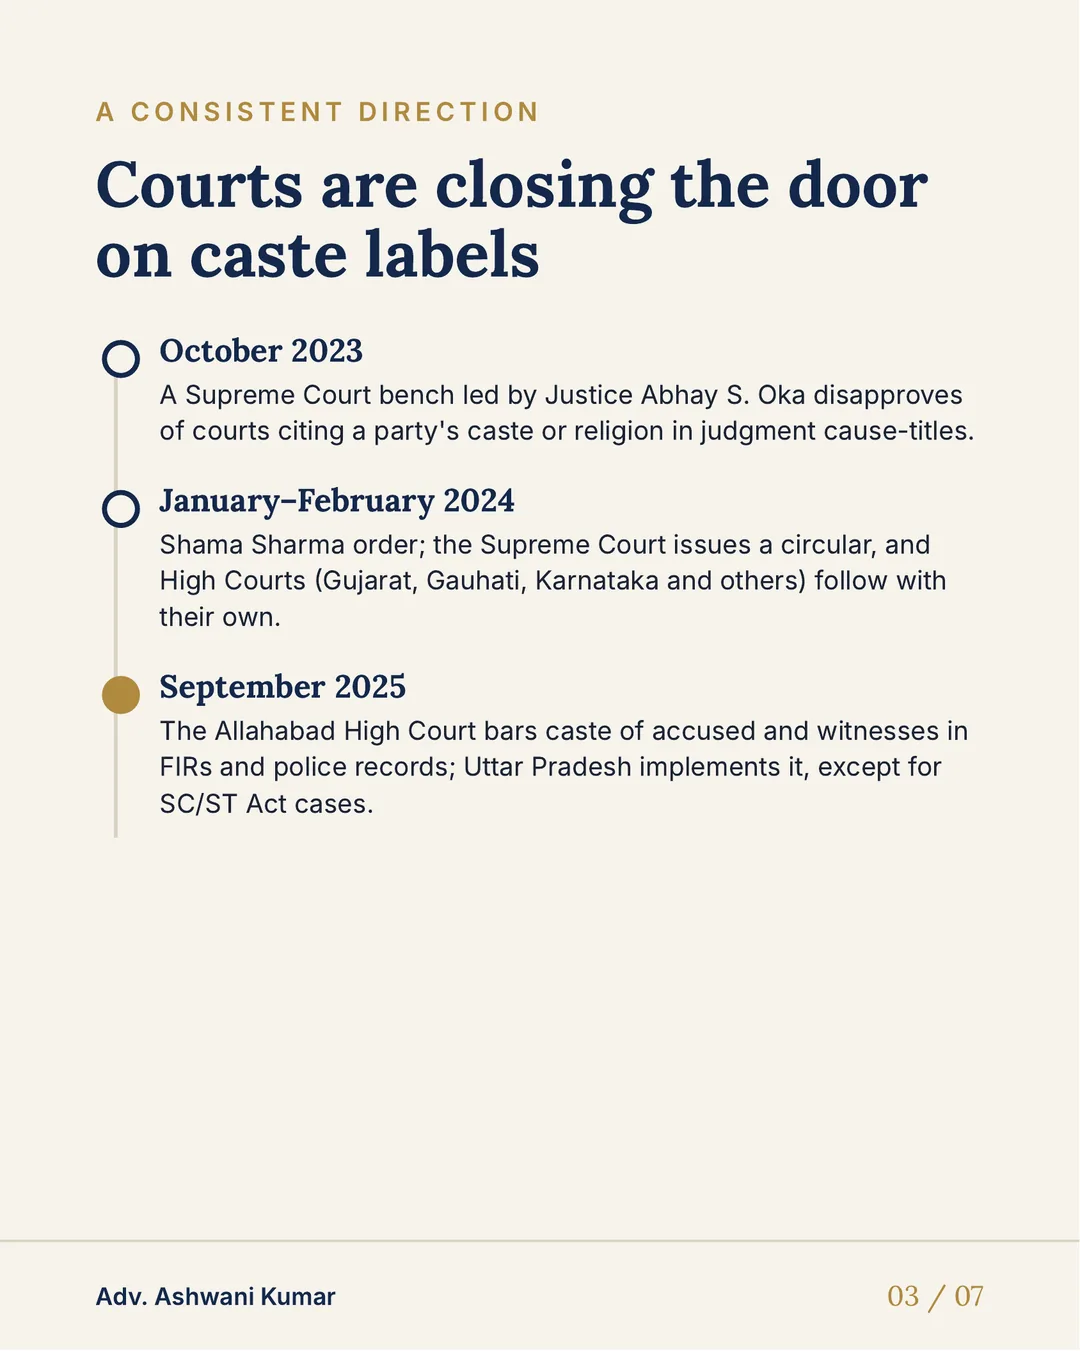 A CONSISTENT DIRECTION
Courts are closing the door
on caste labels
October 2023
A Supreme Court bench led by Justice Abhay S. Oka disapproves
of courts citing a party's caste or religion in judgment cause-titles.
January–February 2024
Shama Sharma order; the Supreme Court issues a circular, and
High Courts (Gujarat, Gauhati, Karnataka and others) follow with
their own.
September 2025
The Allahabad High Court bars caste of accused and witnesses in
FIRs and police records; Uttar Pradesh implements it, except for
SC/ST Act cases.
Adv. Ashwani Kumar
03 / 07